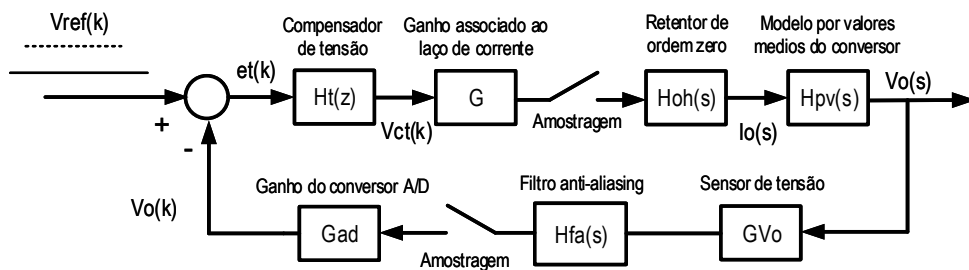 Vref(k)
Compensador
de tensão
Ganho associado ao
laço de corrente
Retentor de
ordem zero
Modelo por valores
medios do conversor
et(k)
Ht(z)
G
Hoh(s)
Hpv(s)
Vo(s)
+
-
Vct(k)
Amostragem
Io(s)
Ganho do conversor A/D
Filtro anti-aliasing
Sensor de tensão
Vo(k)
Gad
Hfa(s)
GVo
Amostragem